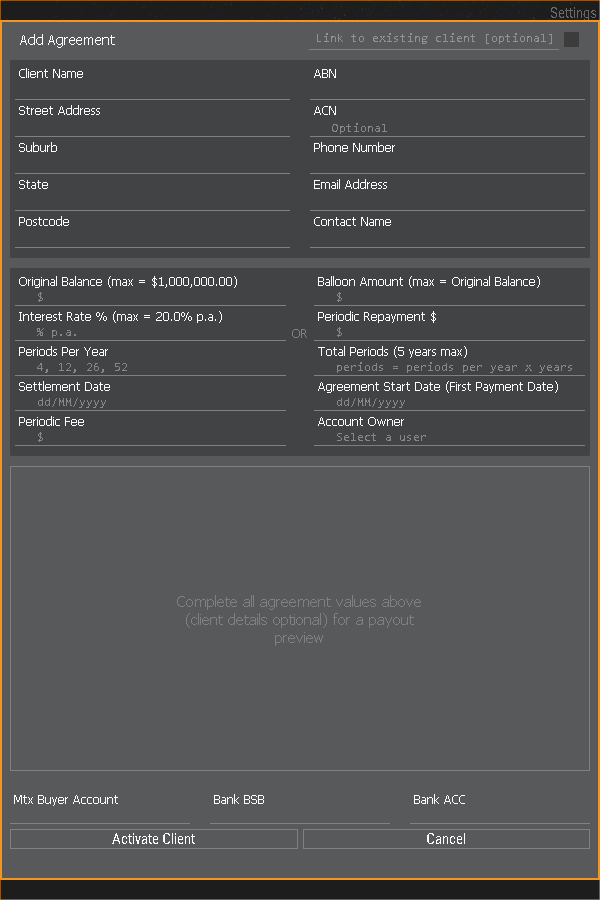 Settings
Add Agreement
Link to existing client [optional]
Client Name
ABN
Street Address
ACN
Optional
Suburb
Phone Number
State
Email Address
Postcode
Contact Name
Original Balance (max = $1,000,000.00)
$
Balloon Amount (max = Original Balance)
$
Interest Rate % (max = 20.0% p.a.)
% p.a.
OR
Periodic Repayment $
$
Periods Per Year
4, 12, 26, 52
Total Periods (5 years max)
periods = periods per year x years
Settlement Date
dd/MM/yyyy
Agreement Start Date (First Payment Date)
dd/MM/yyyy
Periodic Fee
$
Account Owner
Select a user
Complete all agreement values above
(client details optional) for a payout
preview
Mtx Buyer Account
Bank BSB
Bank ACC
Activate Client
Cancel